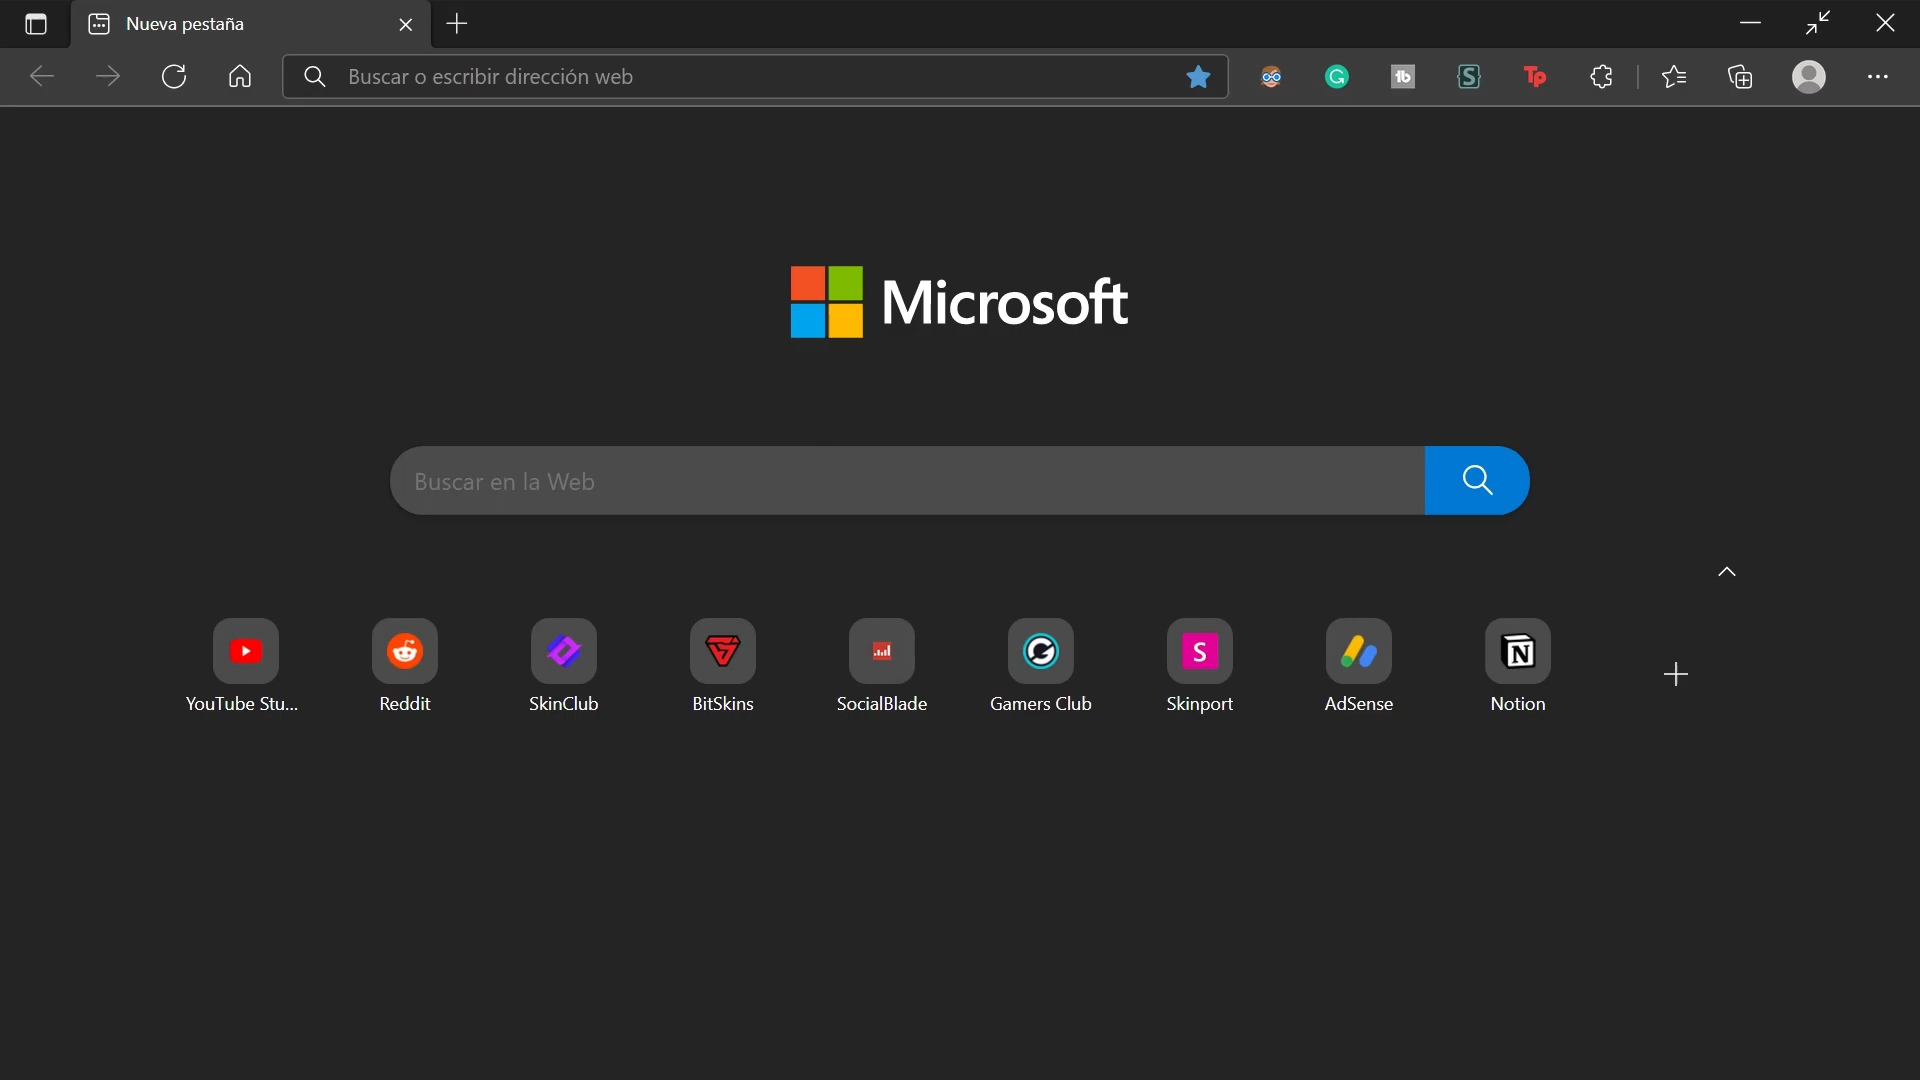 Nueva pestaña
Buscar o escribir dirección web
Microsoft
Buscar en la Web
YouTube Stu...
Reddit
SkinClub
BitSkins
SocialBlade
Gamers Club
Skinport
AdSense
Notion